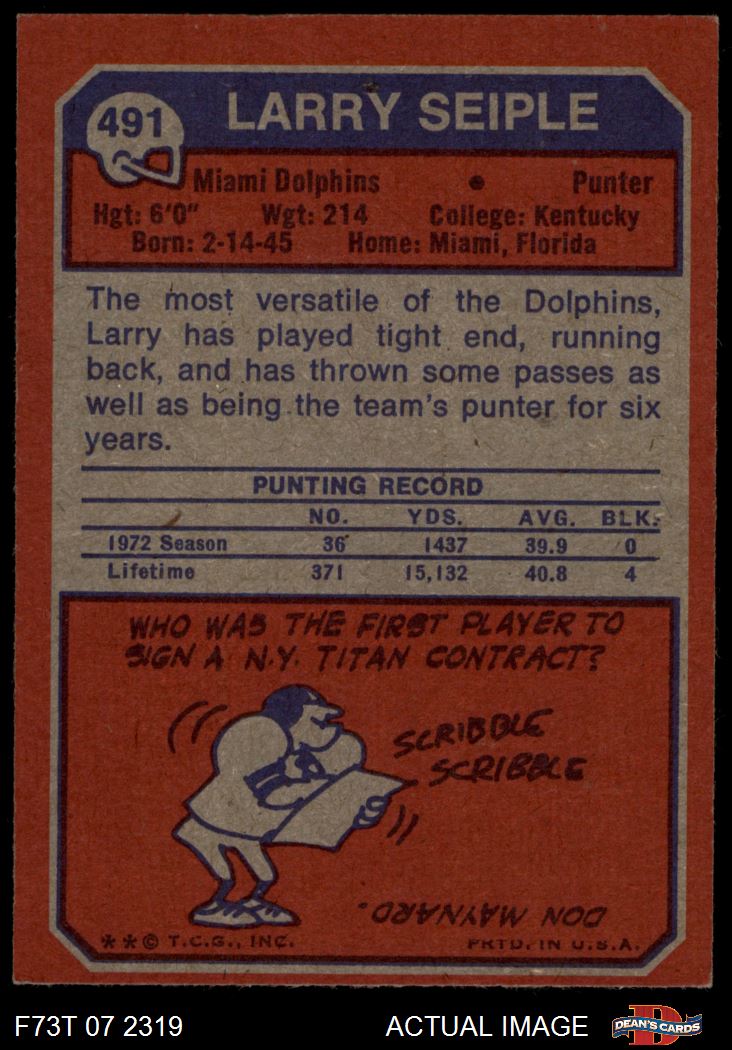 491 LARRY SEIPLE
Miami Dolphins • Punter
Hgt: 6'0" Wgt: 214 College: Kentucky
Born: 2-14-45 Home: Miami, Florida
The most versatile of the Dolphins,
Larry has played tight end, running
back, and has thrown some passes as
well as being the team's punter for six
years.
PUNTING RECORD
NO. YDS. AVG. BLK.
1972 Season 36 1437 39.9 0
Lifetime 371 15,132 40.8 4
WHO WAS THE FIRST PLAYER TO
SIGN A N.Y. TITAN CONTRACT?
SCRIBBLE
SCRIBBLE
DON MAYNARD.
**© T.C.G., INC. PRTD. IN U.S.A.
F73T 07 2319 ACTUAL IMAGE D DEAN'S CARDS